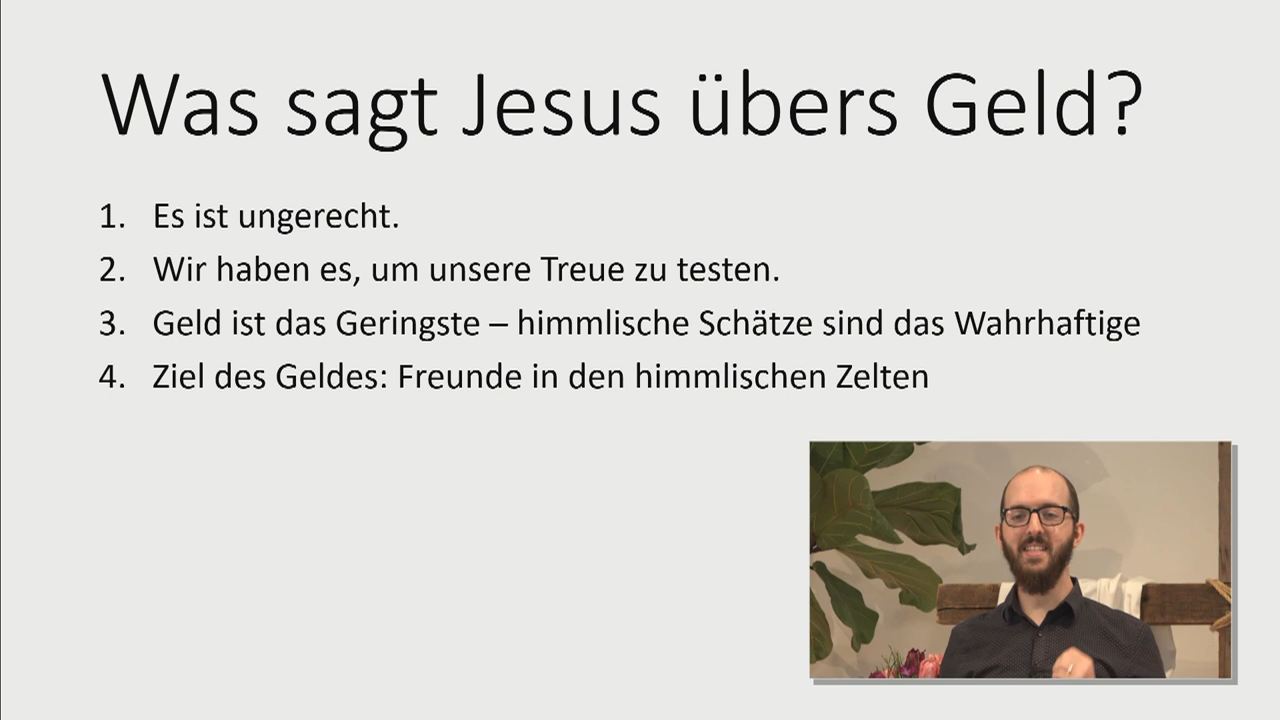 Was sagt Jesus übers Geld?
1. Es ist ungerecht.
2. Wir haben es, um unsere Treue zu testen.
3. Geld ist das Geringste – himmlische Schätze sind das Wahrhaftige
4. Ziel des Geldes: Freunde in den himmlischen Zelten